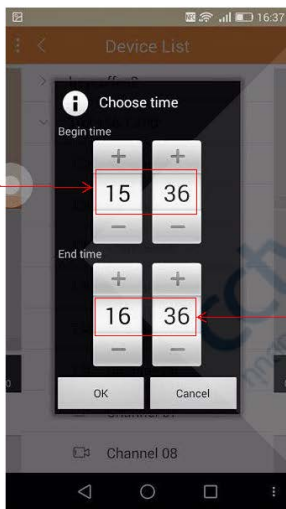 16:37
Device List
Choose time
Begin time
+ +
15 36
— —
End time
+ +
16 36
— —
OK Cancel
Channel 08